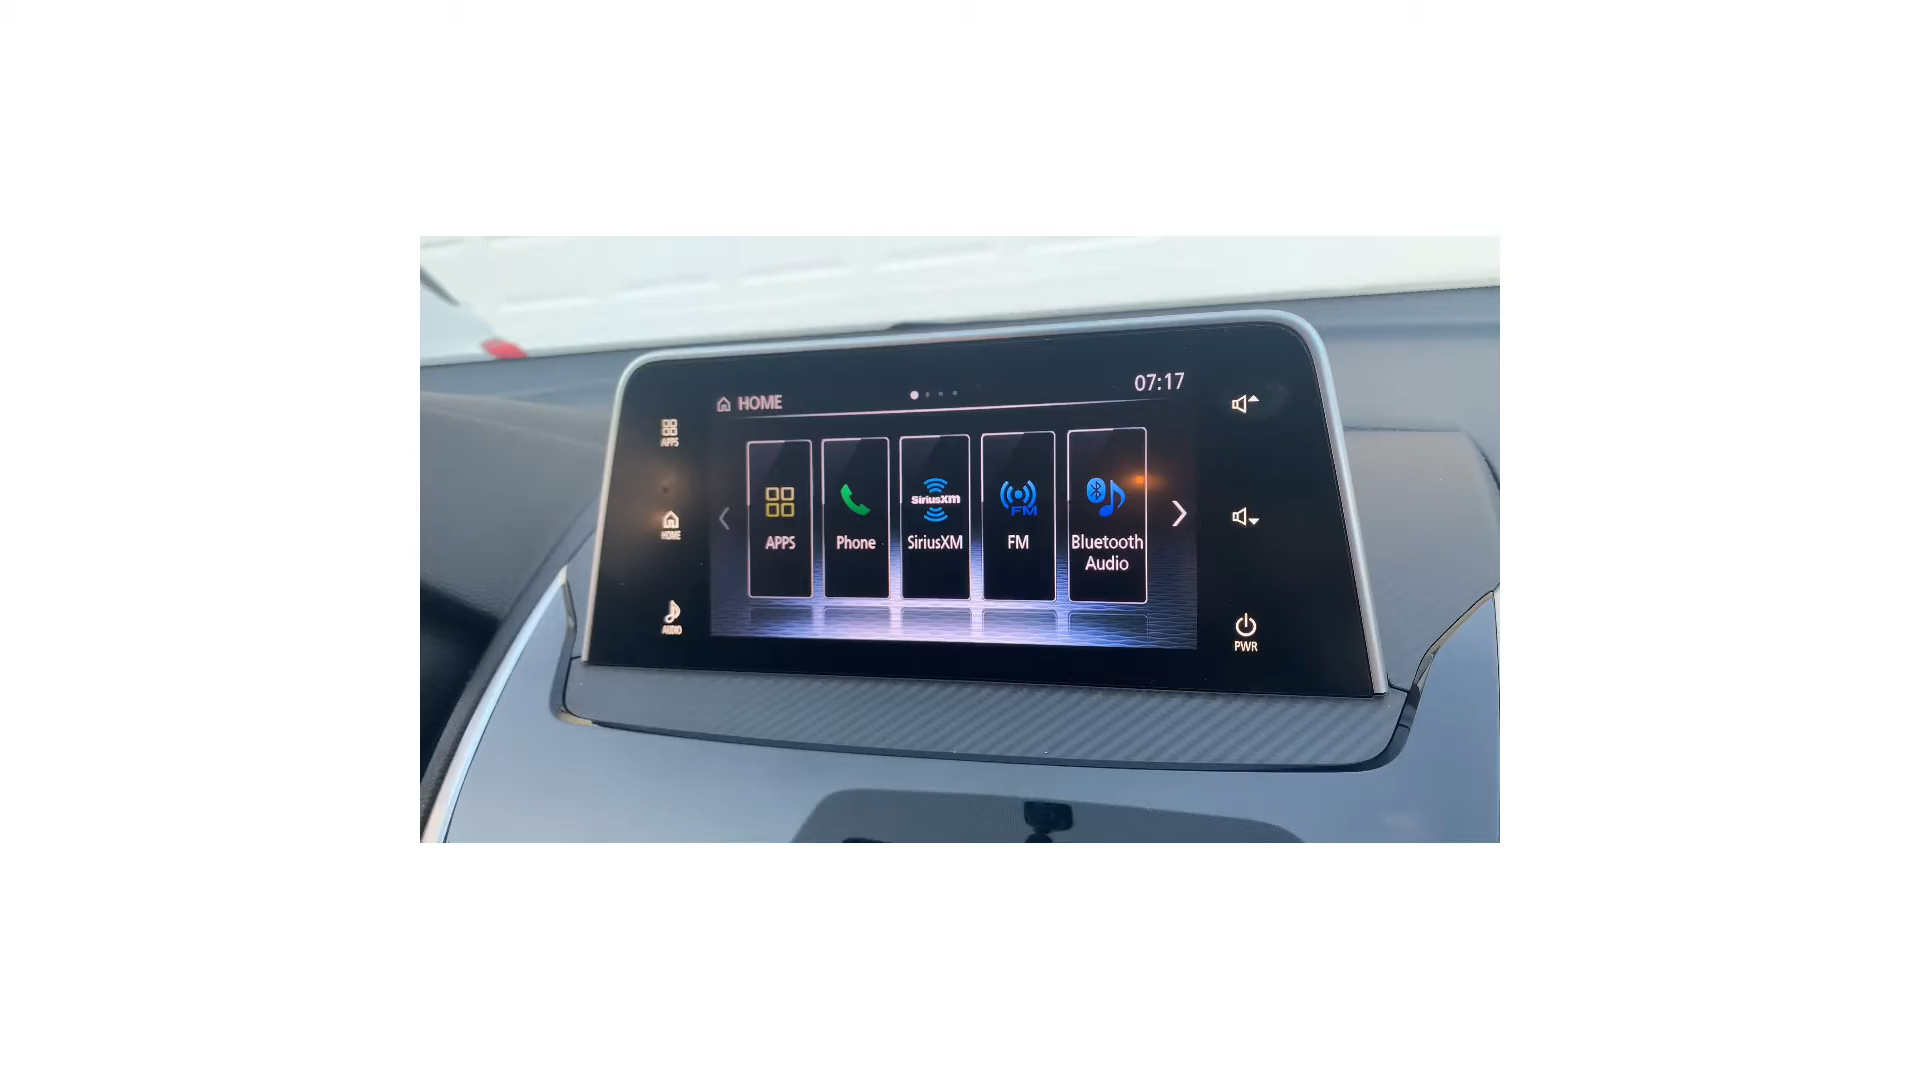 HOME
07:17
APPS
HOME
AUDIO
APPS
Phone
SiriusXM
SiriusXM
FM
FM
Bluetooth
Audio
PWR